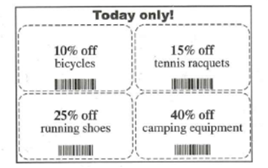 Today only!
10% off
bicycles
15% off
tennis racquets
25% off
running shoes
40% off
camping equipment